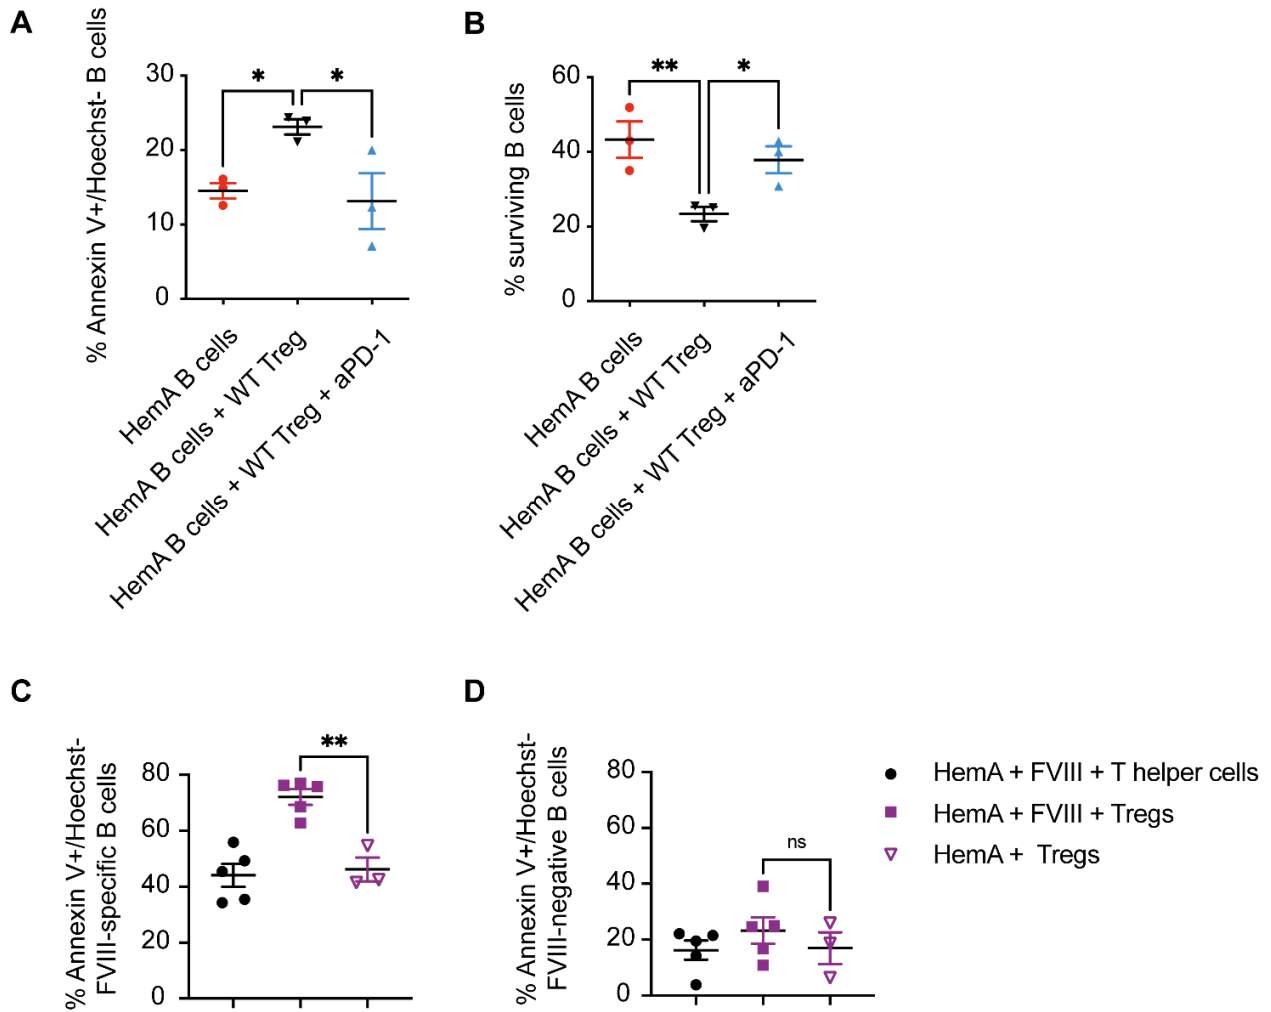 A
% Annexin V+/Hoechst- B cells
30
20
10
0
*
*
HemA B cells
HemA B cells + WT Treg
HemA B cells + WT Treg + aPD-1
B
% surviving B cells
60
40
20
0
**
*
HemA B cells
HemA B cells + WT Treg
HemA B cells + WT Treg + aPD-1
C
% Annexin V+/Hoechst-
FVIII-specific B cells
80
60
40
20
0
**
D
% Annexin V+/Hoechst-
FVIII-negative B cells
80
60
40
20
0
ns
HemA + FVIII + T helper cells
HemA + FVIII + Tregs
HemA + Tregs